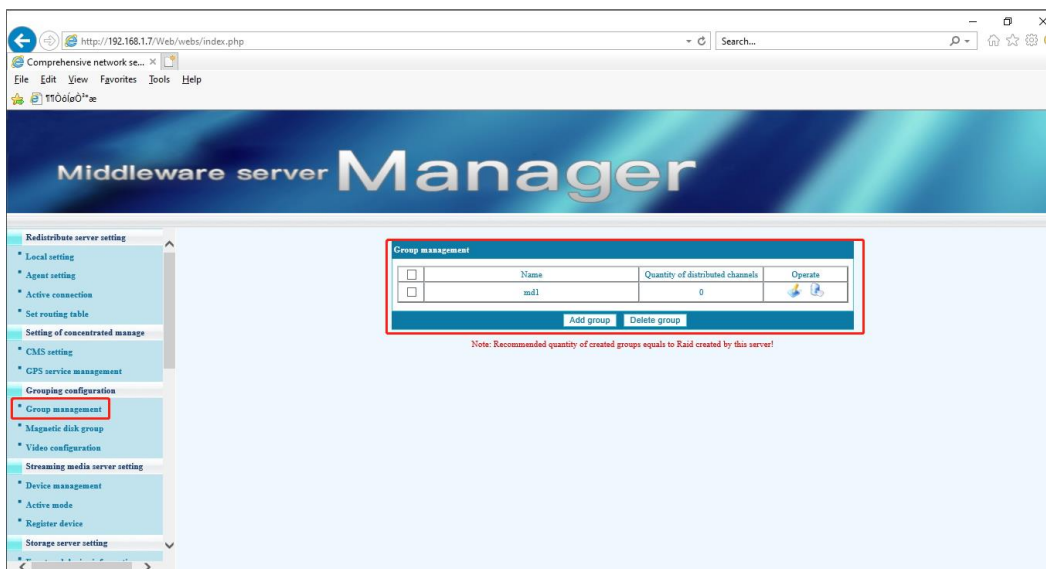 http://192.168.1.7/Web/webs/index.php
Search...
Comprehensive network se...
File Edit View Favorites Tools Help
Middleware server Manager
Redistribute server setting
Local setting
Agent setting
Active connection
Set routing table
Setting of concentrated manage
CMS setting
GPS service management
Grouping configuration
Group management
Magnetic disk group
Video configuration
Streaming media server setting
Device management
Active mode
Register device
Storage server setting
Group management
Name Quantity of distributed channels Operate
md1 0
Add group Delete group
Note: Recommended quantity of created groups equals to Raid created by this server!